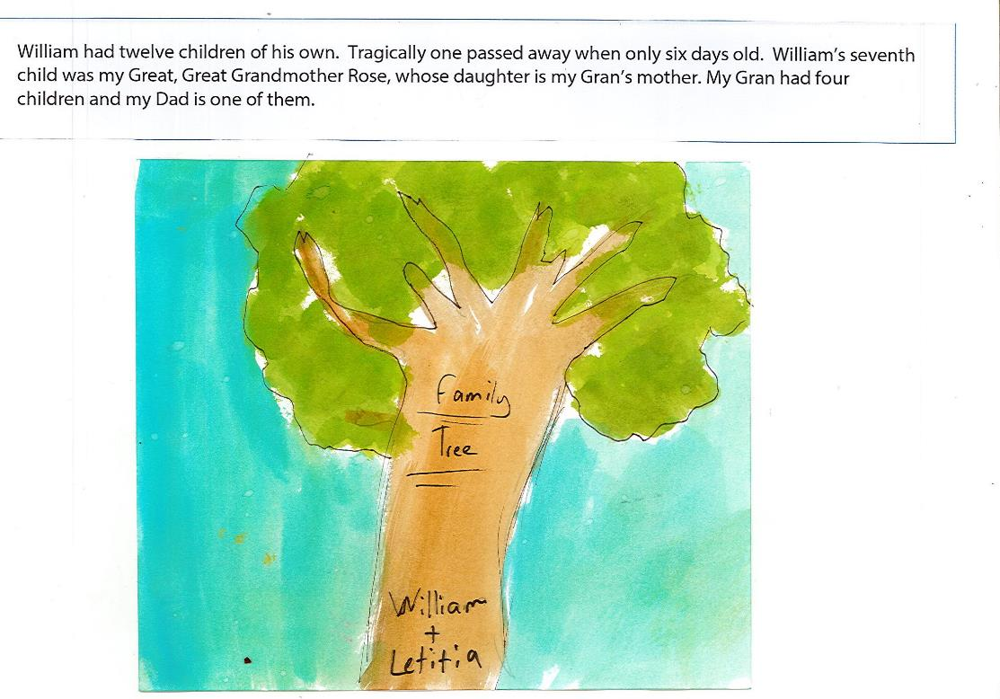 William had twelve children of his own.  Tragically one passed away when only six days old.  William's seventh
child was my Great, Great Grandmother Rose, whose daughter is my Gran's mother. My Gran had four
children and my Dad is one of them.
Family
Tree
William
+
Letitia